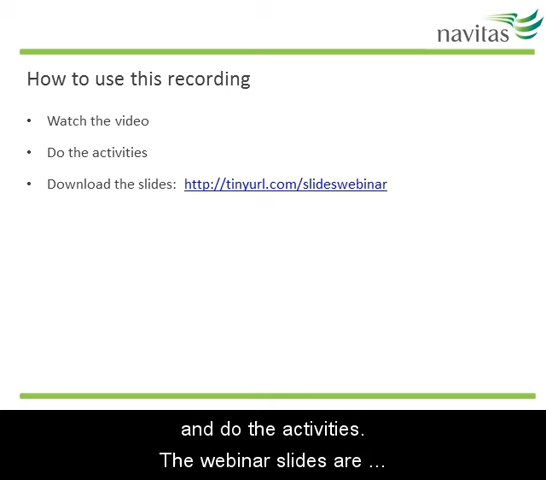 navitas
How to use this recording
• Watch the video
• Do the activities
• Download the slides: http://tinyurl.com/slideswebinar
and do the activities.
The webinar slides are ...